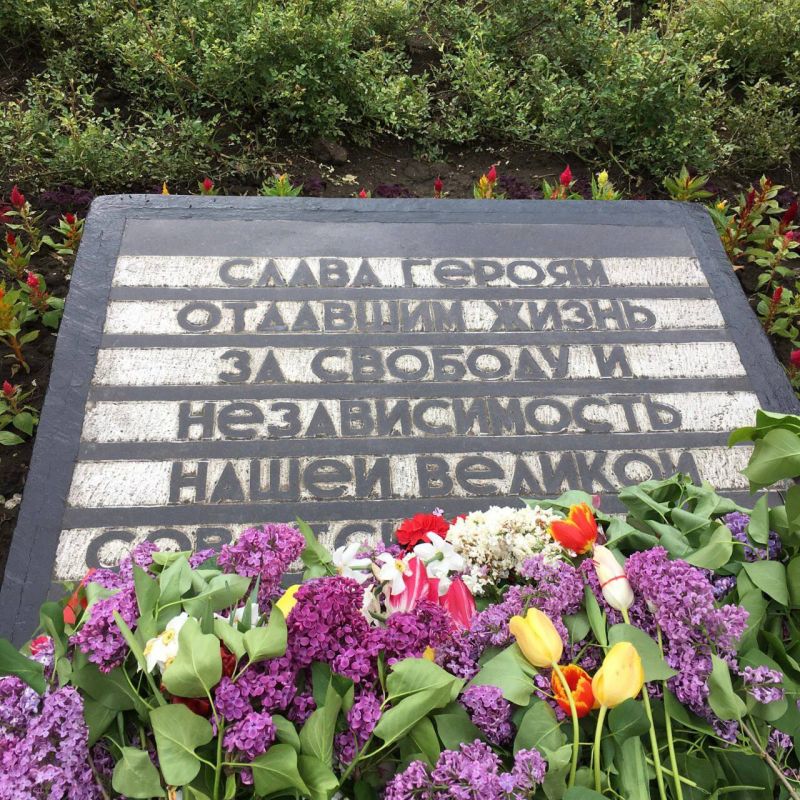 СЛАВА ГЕРОЯМ
ОТДАВШИМ ЖИЗНЬ
ЗА СВОБОДУ И
НЕЗАВИСИМОСТЬ
НАШЕЙ ВЕЛИКОЙ